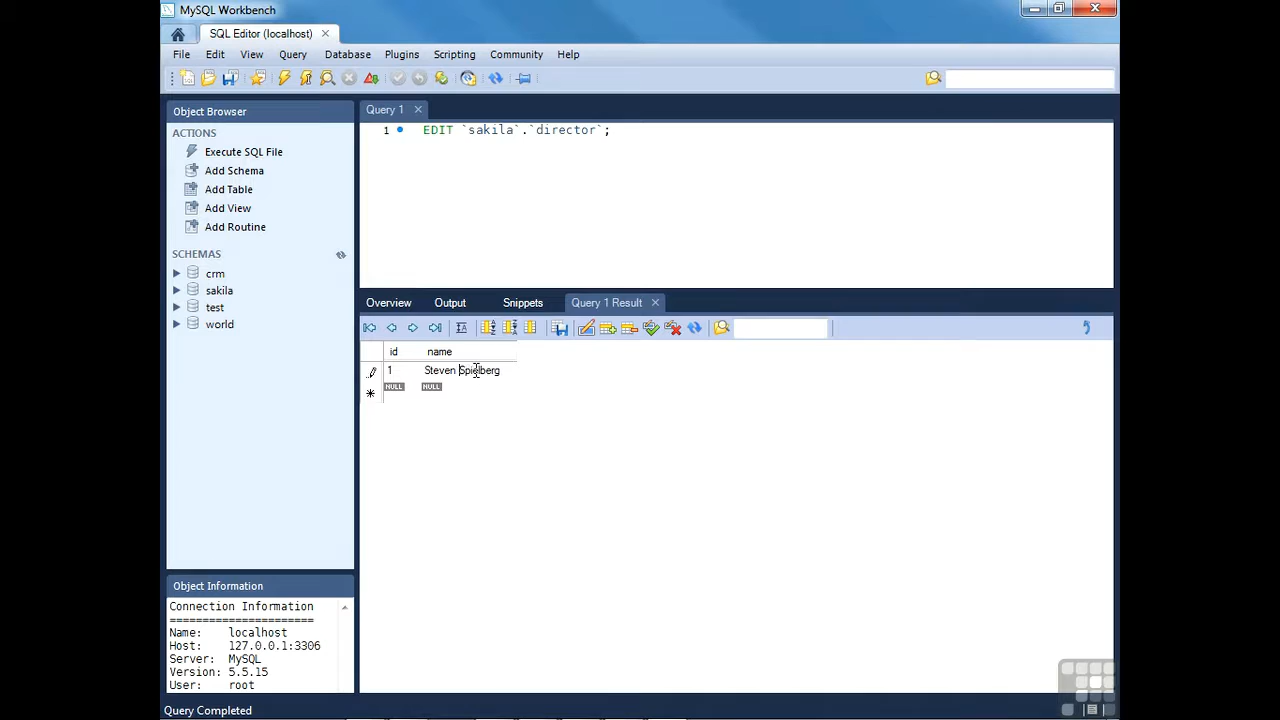 MySQL Workbench
SQL Editor (localhost)
File Edit View Query Database Plugins Scripting Community Help
Object Browser
ACTIONS
Execute SQL File
Add Schema
Add Table
Add View
Add Routine
SCHEMAS
crm
sakila
test
world
Query 1
1 EDIT `sakila`.`director`;
Overview Output Snippets Query 1 Result
id name
1 Steven Spielberg
NULL NULL
Object Information
Connection Information
======================
Name: localhost
Host: 127.0.0.1:3306
Server: MySQL
Version: 5.5.15
User: root
Query Completed